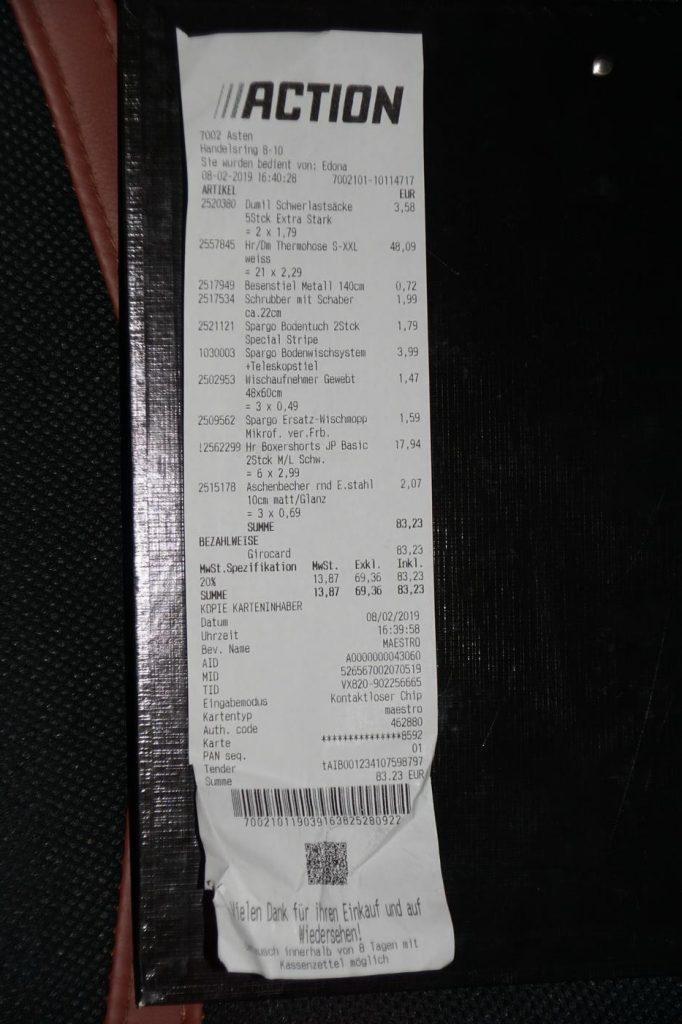 ACTION
7002 Asten
Handelsring 8-10
Sie wurden bedient von: Edona
08-02-2019 16:40:28 7002101-10114717
ARTIKEL EUR
2520380 Dumil Schwerlastsäcke 3,58
5Stck Extra Stark
= 2 x 1,79
2557845 Hr/Dm Thermohose S-XXL 48,09
weiss
= 21 x 2,29
2517949 Besenstiel Metall 140cm 0,72
2517534 Schrubber mit Schaber 1,99
ca.22cm
2521121 Spargo Bodentuch 2Stck 1,79
Special Stripe
1030003 Spargo Bodenwischsystem 3,99
+Teleskopstiel
2502953 Wischaufnehmer Gewebt 1,47
48x60cm
= 3 x 0,49
2509562 Spargo Ersatz-Wischmopp 1,59
Mikrof. ver.Frb.
2562299 Hr Boxershorts JP Basic 17,94
2Stck M/L Schw.
= 6 x 2,99
2515178 Aschenbecher rnd E.stahl 2,07
10cm matt/Glanz
= 3 x 0,69
SUMME 83,23
BEZAHLWEISE
Girocard 83,23
MwSt.Spezifikation MwSt. Exkl. Inkl.
20% 13,87 69,36 83,23
SUMME 13,87 69,36 83,23
KOPIE KARTENINHABER
Datum 08/02/2019
Uhrzeit 16:39:58
Bev. Name MAESTRO
AID A0000000043060
MID 526567002070519
TID VX820-902256665
Eingabemodus Kontaktloser Chip
Kartentyp maestro
Auth. code 462880
Karte ***************8592
PAN seq. 01
Tender tAIB001234107598797
Summe 83.23 EUR
700210119039163825280922
Vielen Dank für ihren Einkauf und auf
Wiedersehen!
innerhalb von 8 Tagen mit
Kassenzettel möglich